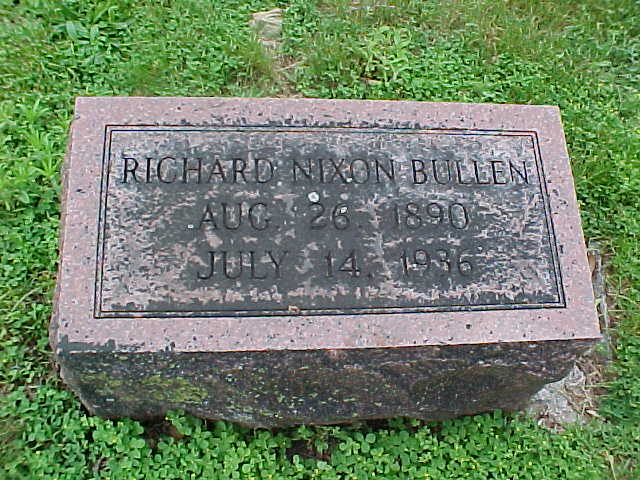 RICHARD NIXON BULLEN
AUG. 26, 1890
JULY 14, 1936